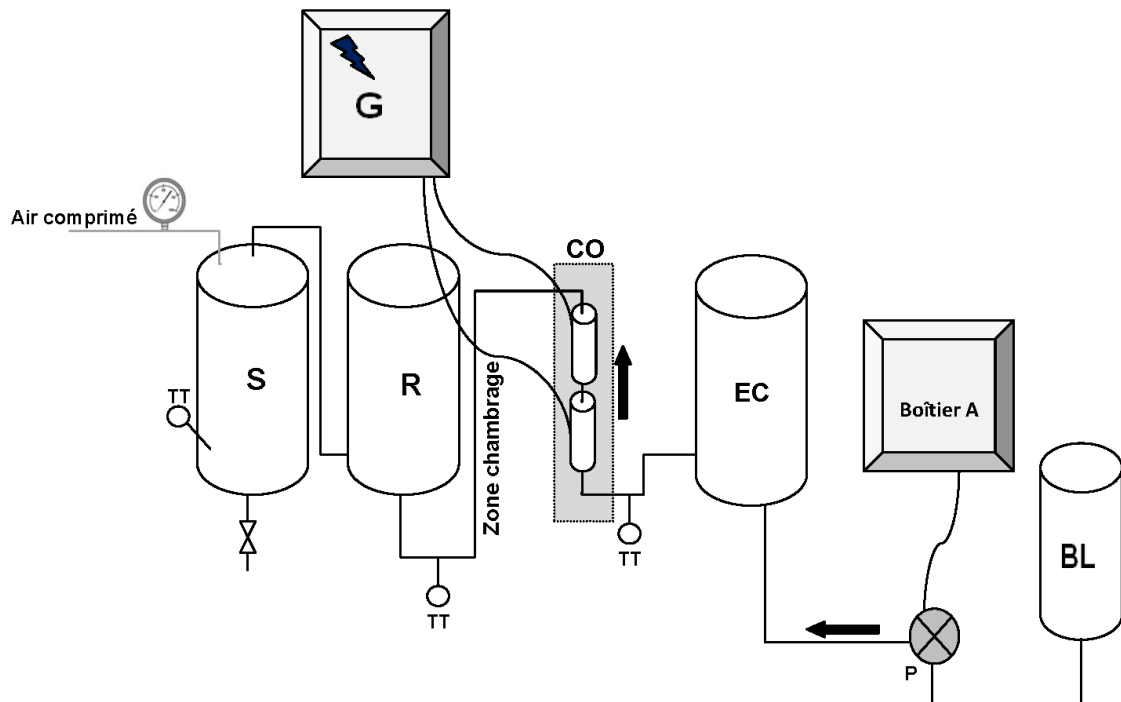 G
Air comprimé
CO
S
R
EC
TT
Zone chambrage
Boîtier A
TT
TT
BL
P